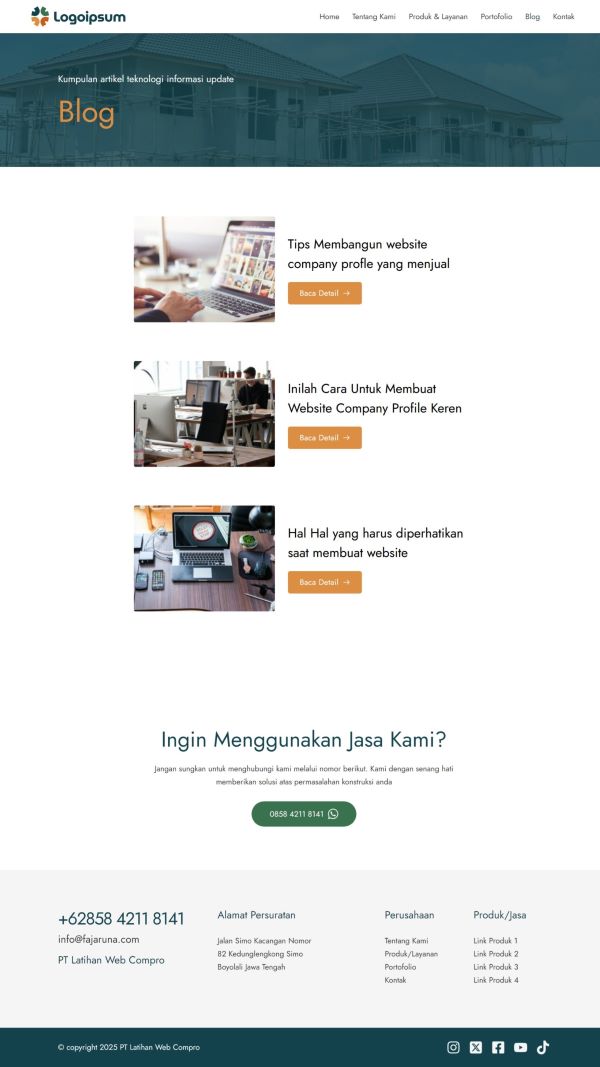 Logoipsum
Home Tentang Kami Produk & Layanan Portofolio Blog Kontak
Kumpulan artikel teknologi informasi update
Blog
Tips Membangun website
company profle yang menjual
Baca Detail →
Inilah Cara Untuk Membuat
Website Company Profile Keren
Baca Detail →
Hal Hal yang harus diperhatikan
saat membuat website
Baca Detail →
Ingin Menggunakan Jasa Kami?
Jangan sungkan untuk menghubungi kami melalui nomor berikut. Kami dengan senang hati
memberikan solusi atas permasalahan konstruksi anda
0858 4211 8141
+62858 4211 8141
info@fajaruna.com
PT Latihan Web Compro
Alamat Persuratan
Jalan Simo Kacangan Nomor
82 Kedunglengkong Simo
Boyolali Jawa Tengah
Perusahaan
Tentang Kami
Produk/Layanan
Portofolio
Kontak
Produk/Jasa
Link Produk 1
Link Produk 2
Link Produk 3
Link Produk 4
© copyright 2025 PT Latihan Web Compro